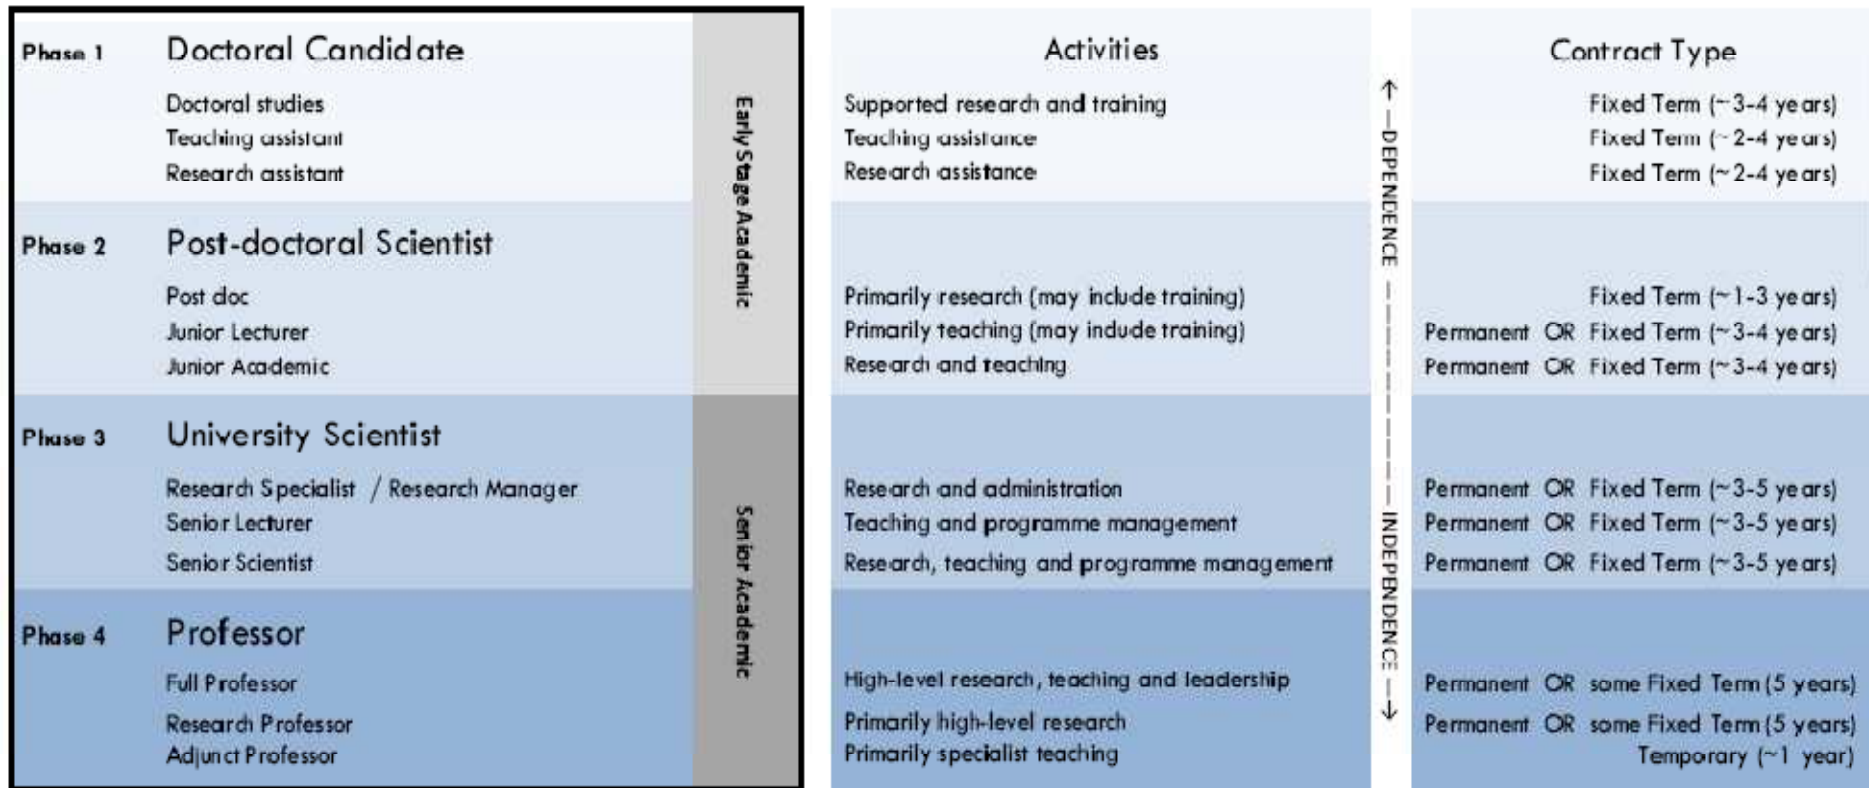 Phase 1 Doctoral Candidate
Doctoral studies
Teaching assistant
Research assistant
Phase 2 Post-doctoral Scientist
Post doc
Junior Lecturer
Junior Academic
Phase 3 University Scientist
Research Specialist / Research Manager
Senior Lecturer
Senior Scientist
Phase 4 Professor
Full Professor
Research Professor
Adjunct Professor
Early Stage Academic
Senior Academic
Activities
Supported research and training
Teaching assistance
Research assistance
Primarily research (may include training)
Primarily teaching (may include training)
Research and teaching
Research and administration
Teaching and programme management
Research, teaching and programme management
High-level research, teaching and leadership
Primarily high-level research
Primarily specialist teaching
DEPENDENCE
INDEPENDENCE
Contract Type
Fixed Term (~3-4 years)
Fixed Term (~2-4 years)
Fixed Term (~2-4 years)
Fixed Term (~1-3 years)
Permanent OR Fixed Term (~3-4 years)
Permanent OR Fixed Term (~3-4 years)
Permanent OR Fixed Term (~3-5 years)
Permanent OR Fixed Term (~3-5 years)
Permanent OR Fixed Term (~3-5 years)
Permanent OR some Fixed Term (5 years)
Permanent OR some Fixed Term (5 years)
Temporary (~1 year)